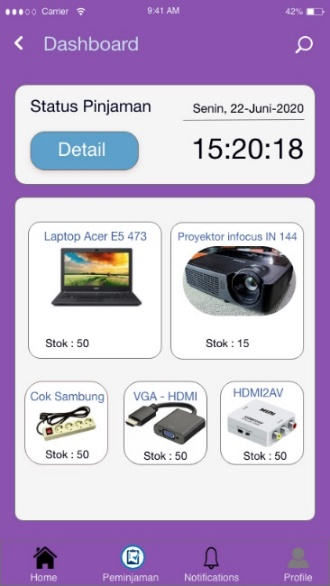 Carrier 9:41 AM 42%
Dashboard
Status Pinjaman
Senin, 22-Juni-2020
Detail
15:20:18
Laptop Acer E5 473
Proyektor infocus IN 144
Stok : 50
Stok : 15
Cok Sambung
VGA - HDMI
HDMI2AV
Stok : 50
Stok : 50
Stok : 50
Home
Peminjaman
Notifications
Profile